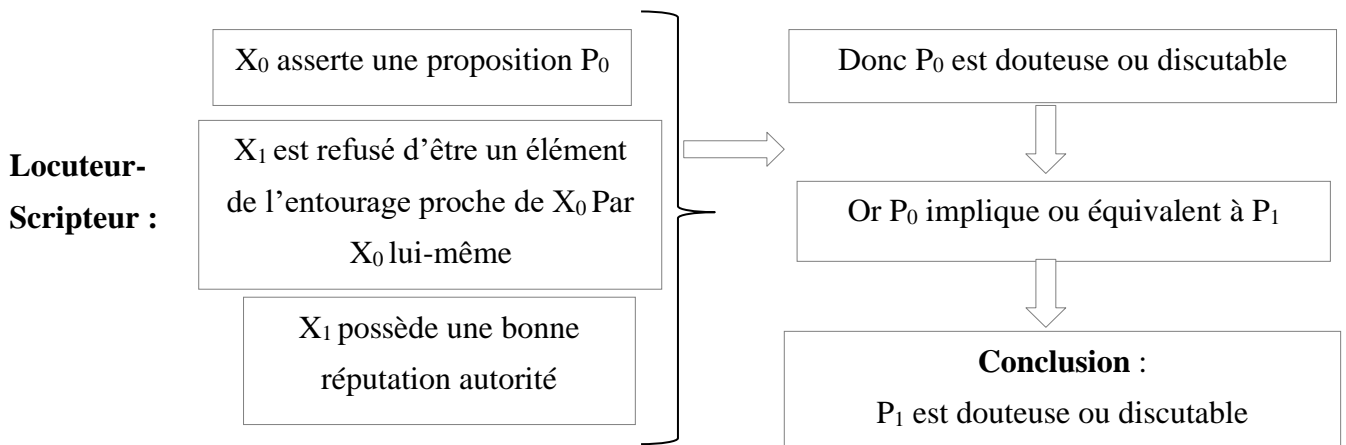 Locuteur-
Scripteur :
X₀ asserte une proposition P₀
X₁ est refusé d’être un élément
de l’entourage proche de X₀ Par
X₀ lui-même
X₁ possède une bonne
réputation autorité
Donc P₀ est douteuse ou discutable
Or P₀ implique ou équivalent à P₁
Conclusion :
P₁ est douteuse ou discutable